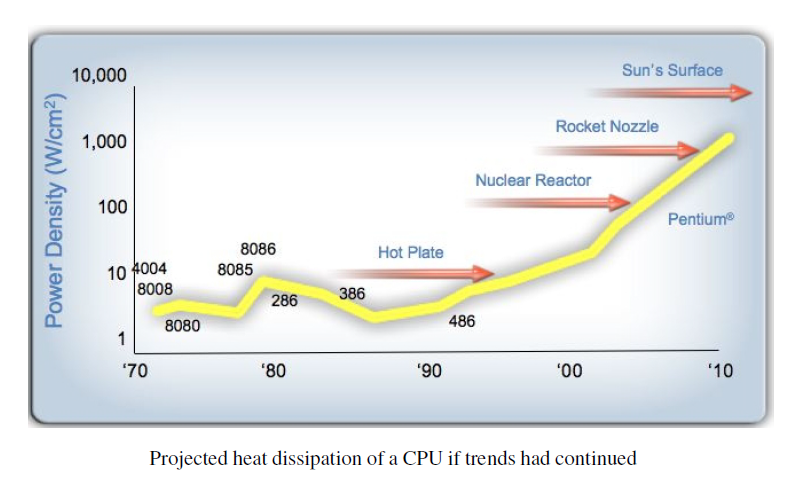 Sun's Surface
10,000
Rocket Nozzle
1,000
Nuclear Reactor
100
Pentium®
8086
Hot Plate
8085
10
4004
8008
286
386
8080
486
1
Power Density (W/cm²)
'70
'80
'90
'00
'10
Projected heat dissipation of a CPU if trends had continued